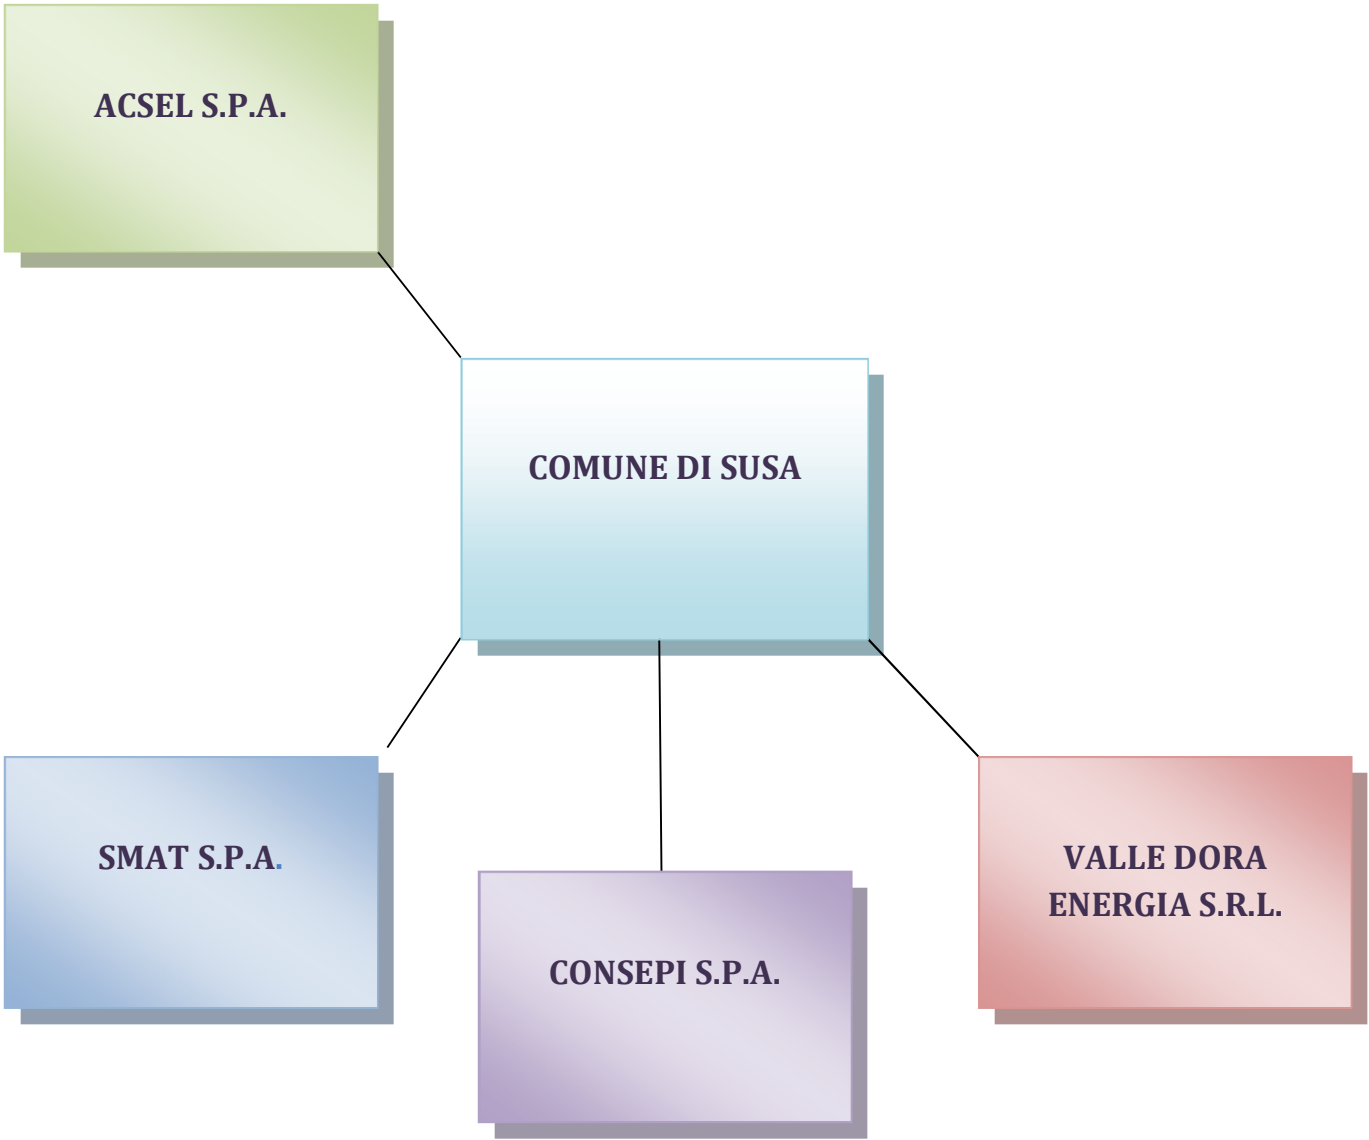 ACSEL S.P.A.
COMUNE DI SUSA
SMAT S.P.A.
CONSEPI S.P.A.
VALLE DORA
ENERGIA S.R.L.